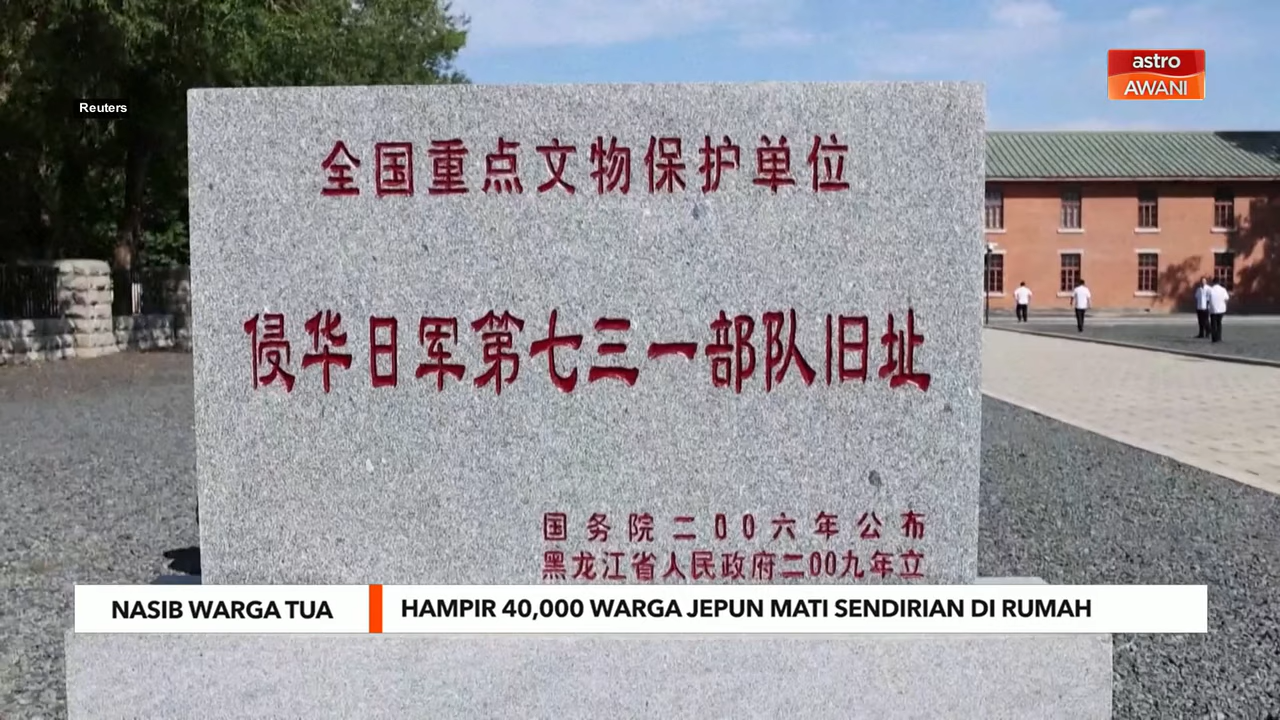 astro
AWANI
Reuters
全国重点文物保护单位
侵华日军第七三一部队旧址
国务院二00六年公布
黑龙江省人民政府二00九年立
NASIB WARGA TUA
HAMPIR 40,000 WARGA JEPUN MATI SENDIRIAN DI RUMAH